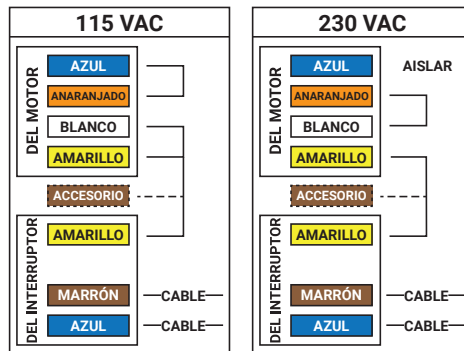 115 VAC
DEL MOTOR
AZUL
ANARANJADO
BLANCO
AMARILLO
ACCESORIO
DEL INTERRUPTOR
AMARILLO
MARRÓN
CABLE
AZUL
CABLE
230 VAC
DEL MOTOR
AZUL
AISLAR
ANARANJADO
BLANCO
AMARILLO
ACCESORIO
DEL INTERRUPTOR
AMARILLO
MARRÓN
CABLE
AZUL
CABLE